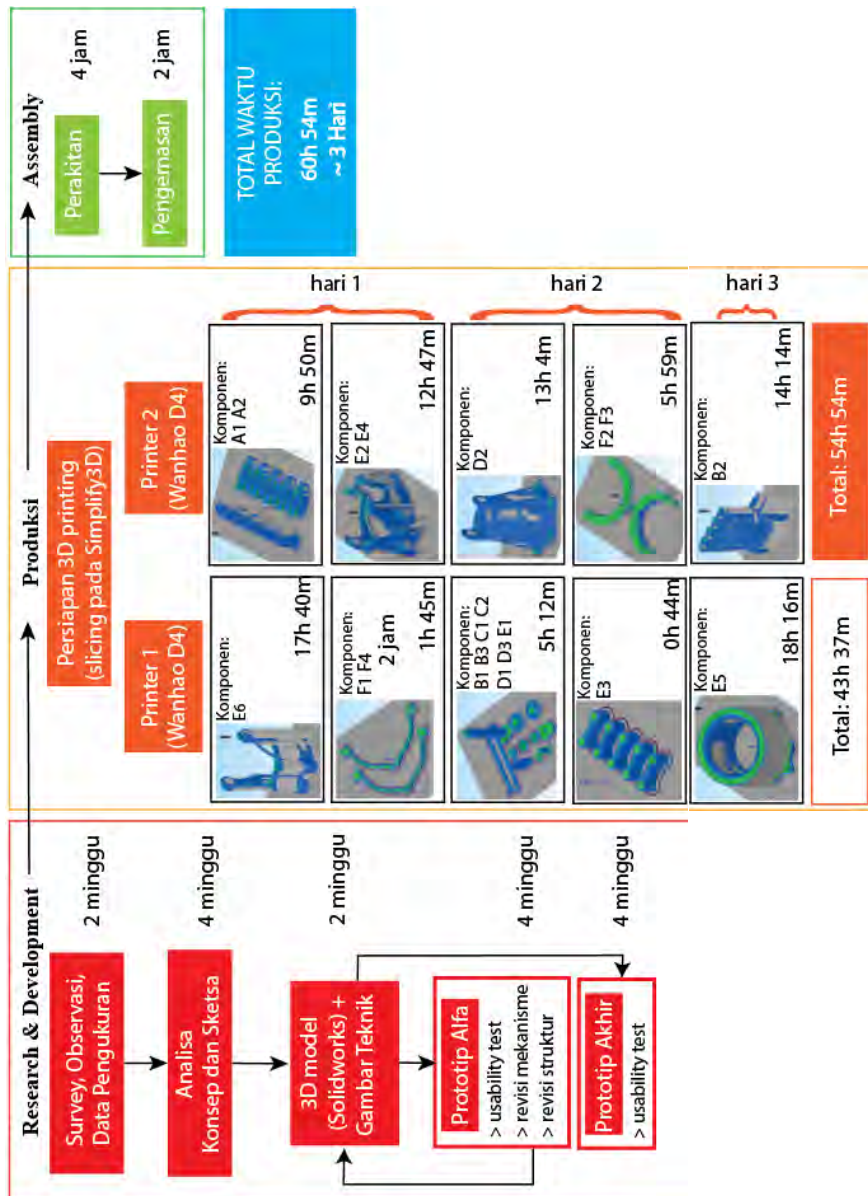 Research & Development
Survey, Observasi,
Data Pengukuran
2 minggu
Analisa
Konsep dan Sketsa
4 minggu
3D model
(Solidworks) +
Gambar Teknik
2 minggu
Prototip Alfa
> usability test
> revisi mekanisme
> revisi struktur
4 minggu
Prototip Akhir
> usability test
4 minggu
Produksi
Persiapan 3D printing
(slicing pada Simplify3D)
Printer 1
(Wanhao D4)
Komponen:
E6
17h 40m
Komponen:
F1 F4
2 jam
1h 45m
Komponen:
B1 B3 C1 C2
D1 D3 E1
5h 12m
Komponen:
E3
0h 44m
Komponen:
E5
18h 16m
Total: 43h 37m
Printer 2
(Wanhao D4)
Komponen:
A1 A2
9h 50m
Komponen:
E2 E4
12h 47m
Komponen:
D2
13h 4m
Komponen:
F2 F3
5h 59m
Komponen:
B2
14h 14m
Total: 54h 54m
hari 1
hari 2
hari 3
Assembly
Perakitan
4 jam
Pengemasan
2 jam
TOTAL WAKTU
PRODUKSI:
60h 54m
~ 3 Hari